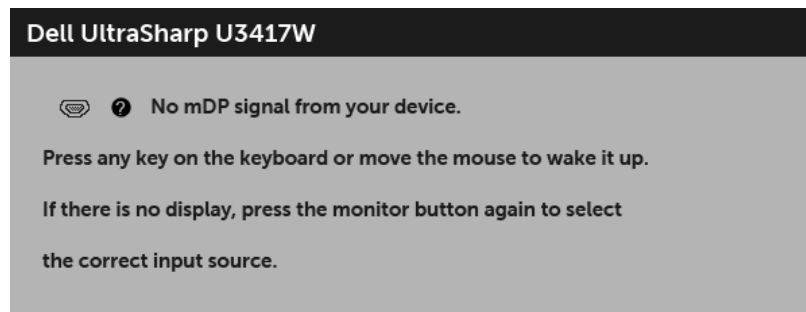 Dell UltraSharp U3417W
No mDP signal from your device.
Press any key on the keyboard or move the mouse to wake it up.
If there is no display, press the monitor button again to select
the correct input source.